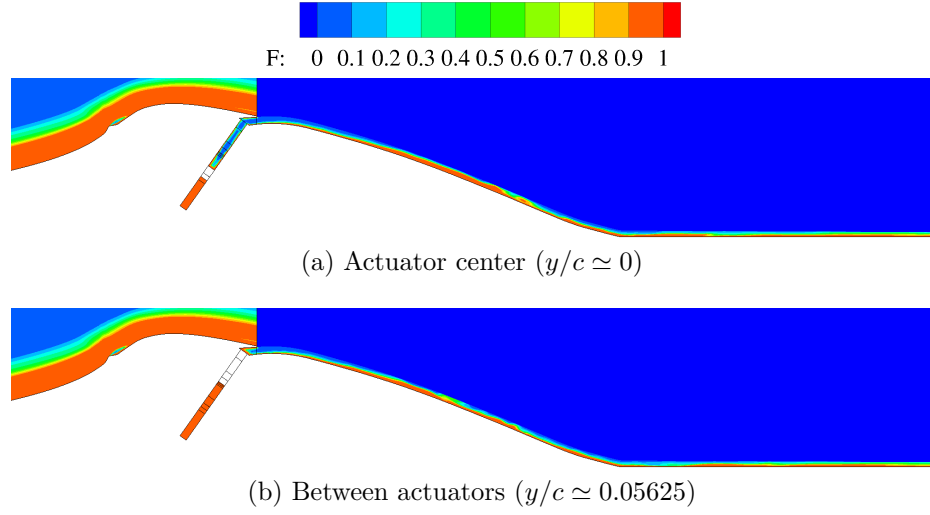 F: 0 0.1 0.2 0.3 0.4 0.5 0.6 0.7 0.8 0.9 1
(a) Actuator center (y/c ≃ 0)
(b) Between actuators (y/c ≃ 0.05625)